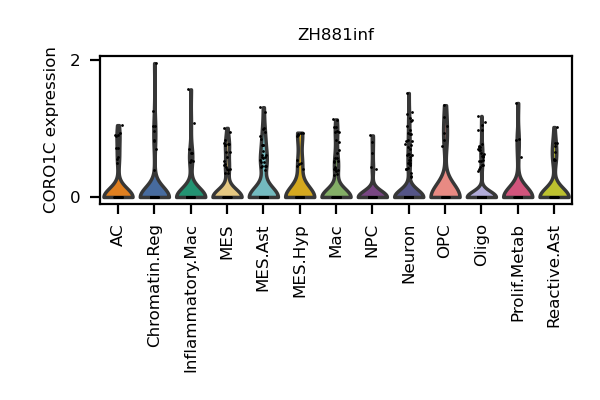 ZH881inf
CORO1C expression
2
0
AC
Chromatin.Reg
Inflammatory.Mac
MES
MES.Ast
MES.Hyp
Mac
NPC
Neuron
OPC
Oligo
Prolif.Metab
Reactive.Ast